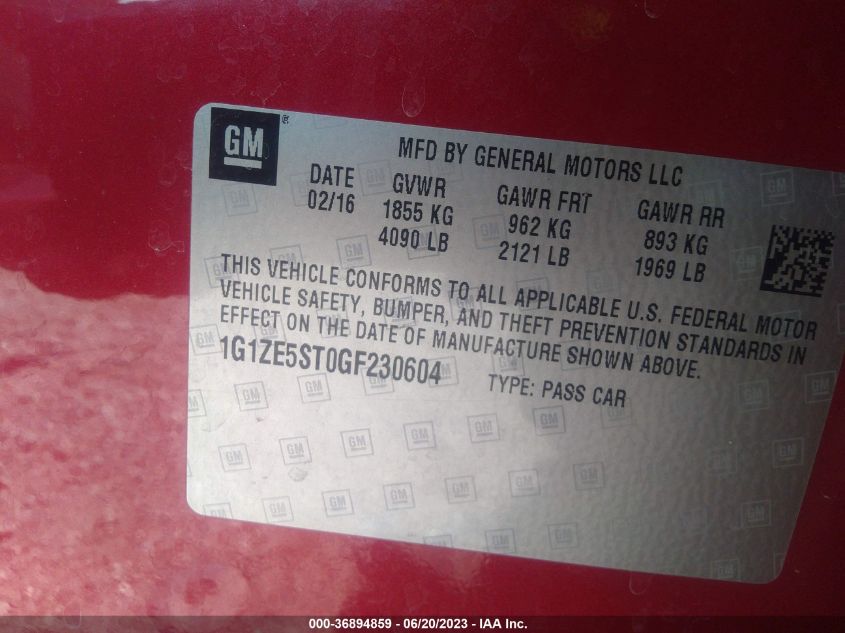 GM ®
MFD BY GENERAL MOTORS LLC
DATE GVWR GAWR FRT GAWR RR
02/16 1855 KG 962 KG 893 KG
4090 LB 2121 LB 1969 LB
THIS VEHICLE CONFORMS TO ALL APPLICABLE U.S. FEDERAL MOTOR
VEHICLE SAFETY, BUMPER, AND THEFT PREVENTION STANDARDS IN
EFFECT ON THE DATE OF MANUFACTURE SHOWN ABOVE.
1G1ZE5ST0GF230604 TYPE: PASS CAR
000-36894859 - 06/20/2023 - IAA Inc.